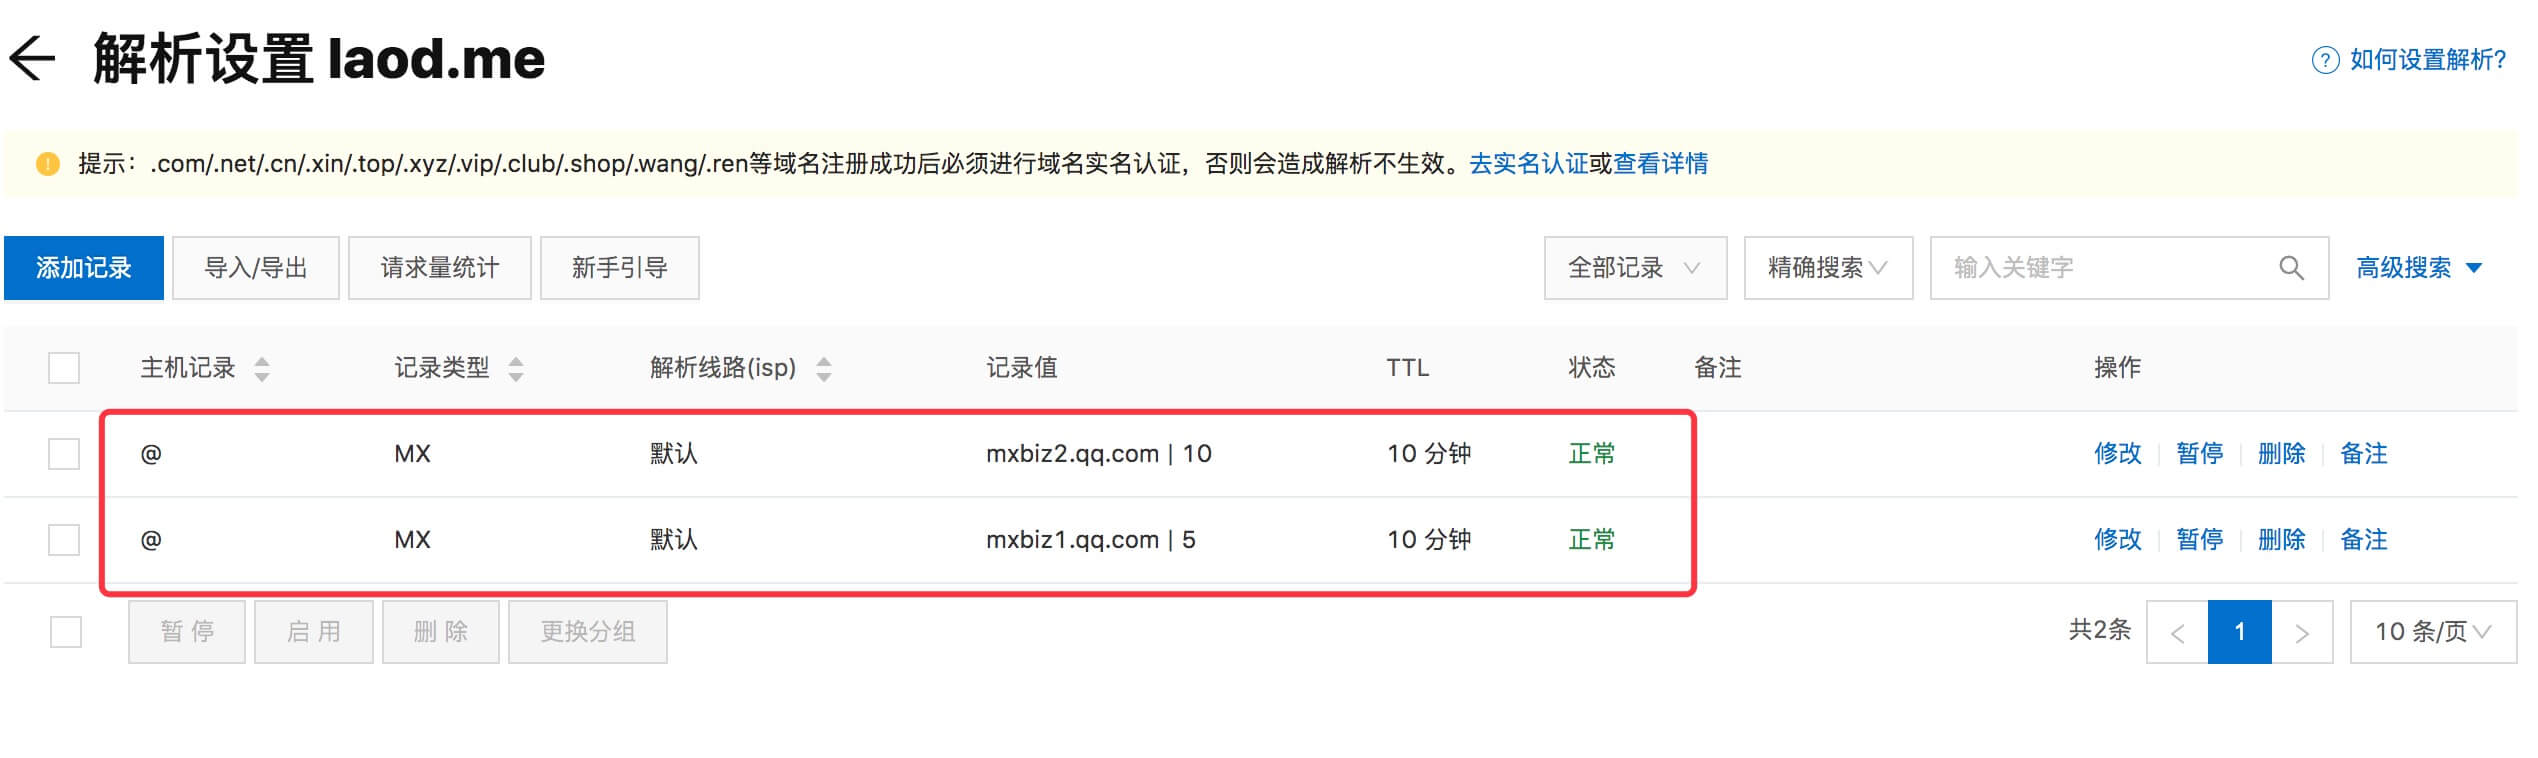 解析设置 laod.me
? 如何设置解析?
! 提示：.com/.net/.cn/.xin/.top/.xyz/.vip/.club/.shop/.wang/.ren等域名注册成功后必须进行域名实名认证，否则会造成解析不生效。去实名认证或查看详情
添加记录 导入/导出 请求量统计 新手引导 全部记录 精确搜索 输入关键字 高级搜索
主机记录 记录类型 解析线路(isp) 记录值 TTL 状态 备注 操作
@ MX 默认 mxbiz2.qq.com | 10 10 分钟 正常 修改 暂停 删除 备注
@ MX 默认 mxbiz1.qq.com | 5 10 分钟 正常 修改 暂停 删除 备注
暂停 启用 删除 更换分组 共2条 < 1 > 10 条/页